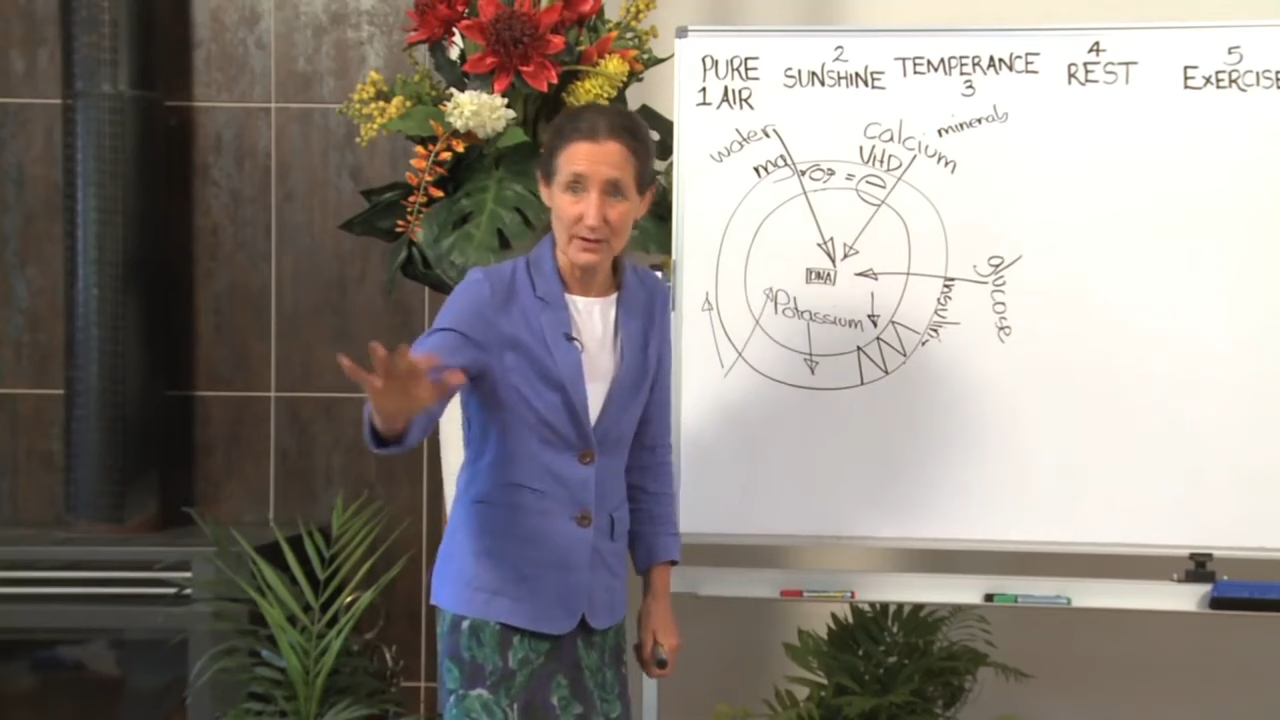 PURE
1 AIR
2
SUNSHINE
TEMPERANCE
3
4
REST
5
EXERCISE
water
mg
Calcium
minerals
VitD
DNA
Potassium
glucose
insulin